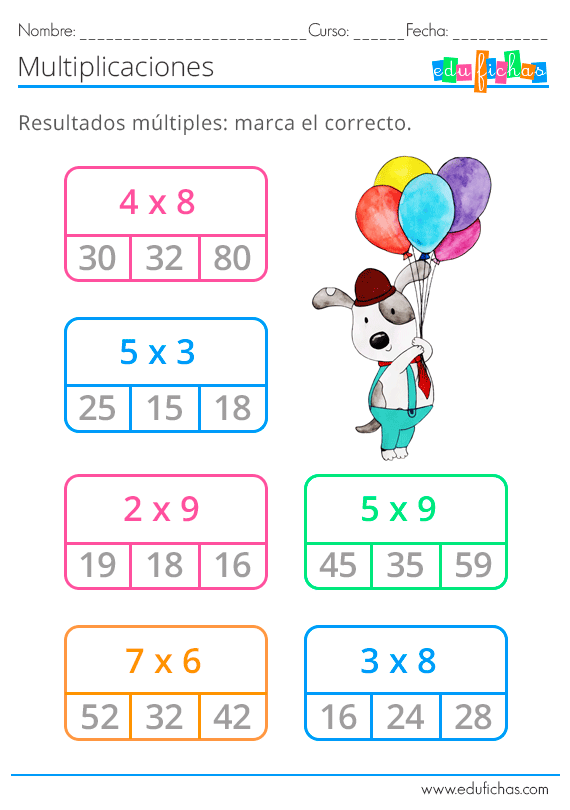 Nombre: __________________________ Curso: ______ Fecha: ___________
Multiplicaciones
edufichas
Resultados múltiples: marca el correcto.
4 x 8
30 32 80
5 x 3
25 15 18
2 x 9
19 18 16
5 x 9
45 35 59
7 x 6
52 32 42
3 x 8
16 24 28
www.edufichas.com